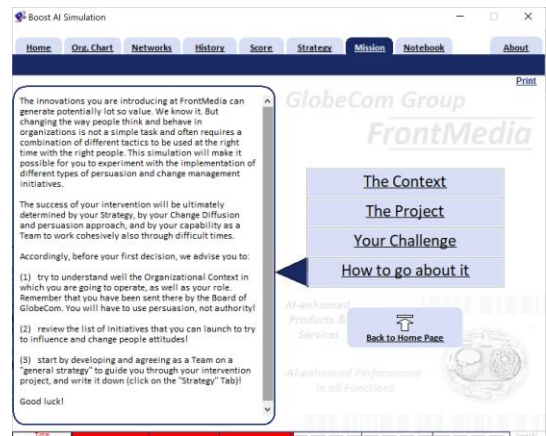 Boost AI Simulation
Home Org. Chart Networks History Score Strategy Mission Notebook About
Print
The innovations you are introducing at FrontMedia can
generate potentially lot so value. We know it. But
changing the way people think and behave in
organizations is not a simple task and often requires a
combination of different tactics to be used at the right
time with the right people. This simulation will make it
possible for you to experiment with the implementation of
different types of persuasion and change management
initiatives.
The success of your intervention will be ultimately
determined by your Strategy, by your Change Diffusion
and persuasion approach, and by your capability as a
Team to work cohesively also through difficult times.
Accordingly, before your first decision, we advise you to:
(1) try to understand well the Organizational Context in
which you are going to operate, as well as your role.
Remember that you have been sent there by the Board of
GlobeCom. You will have to use persuasion, not authority!
(2) review the list of Initiatives that you can launch to try
to influence and change people attitudes!
(3) start by developing and agreeing as a Team on a
"general strategy" to guide you through your intervention
project, and write it down (click on the "Strategy" Tab)!
Good luck!
GlobeCom Group
FrontMedia
The Context
The Project
Your Challenge
How to go about it
AI-enhanced
Products &
Services
Back to Home Page
AI-enhanced Performance
in all Functions
Time